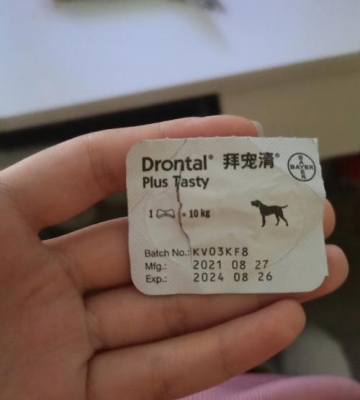 Drontal® 拜宠清®
Plus Tasty
BAYER
1 = 10 kg
Batch No.: KV03KF8
Mfg.: 2021 08 27
Exp.: 2024 08 26